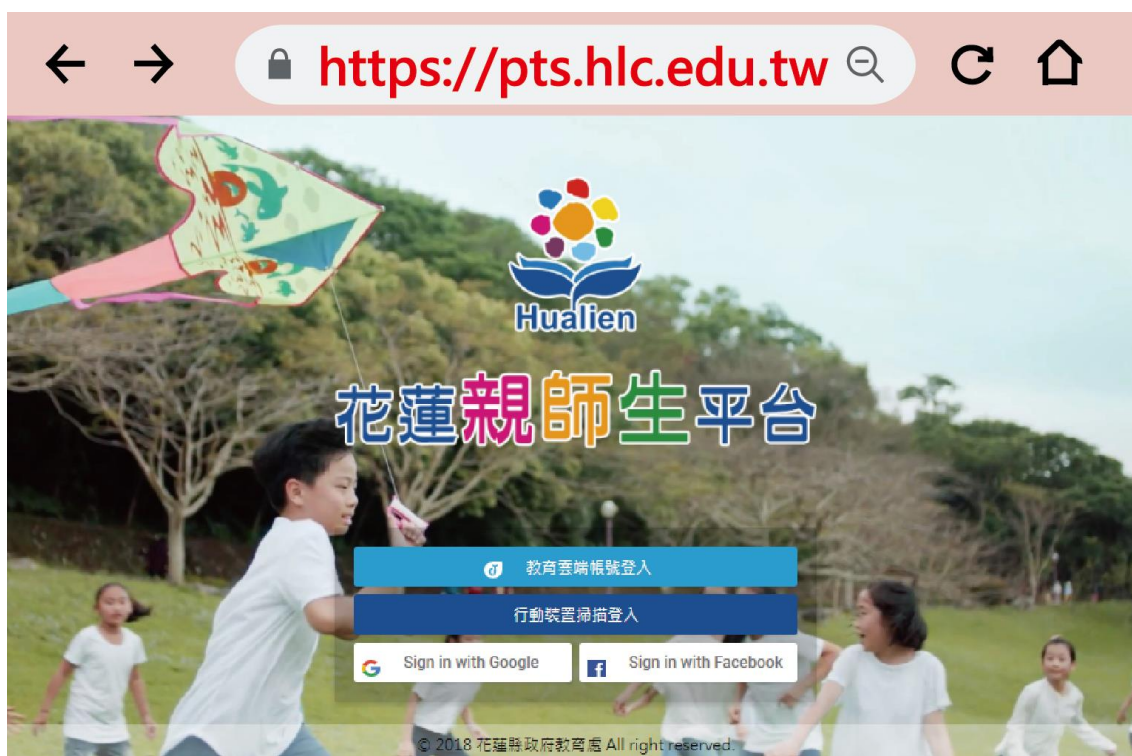 https://pts.hlc.edu.tw
Hualien
花蓮親師生平台
教育雲端帳號登入
行動裝置掃描登入
Sign in with Google
Sign in with Facebook
© 2018 花蓮縣政府教育處 All right reserved.